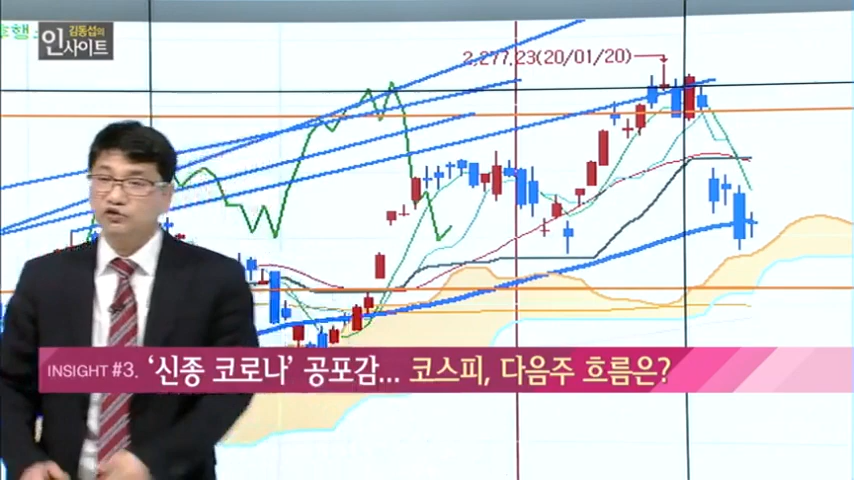 김동섭의
인사이트
2,277.23(20/01/20)
INSIGHT #3. ‘신종 코로나’ 공포감... 코스피, 다음주 흐름은?